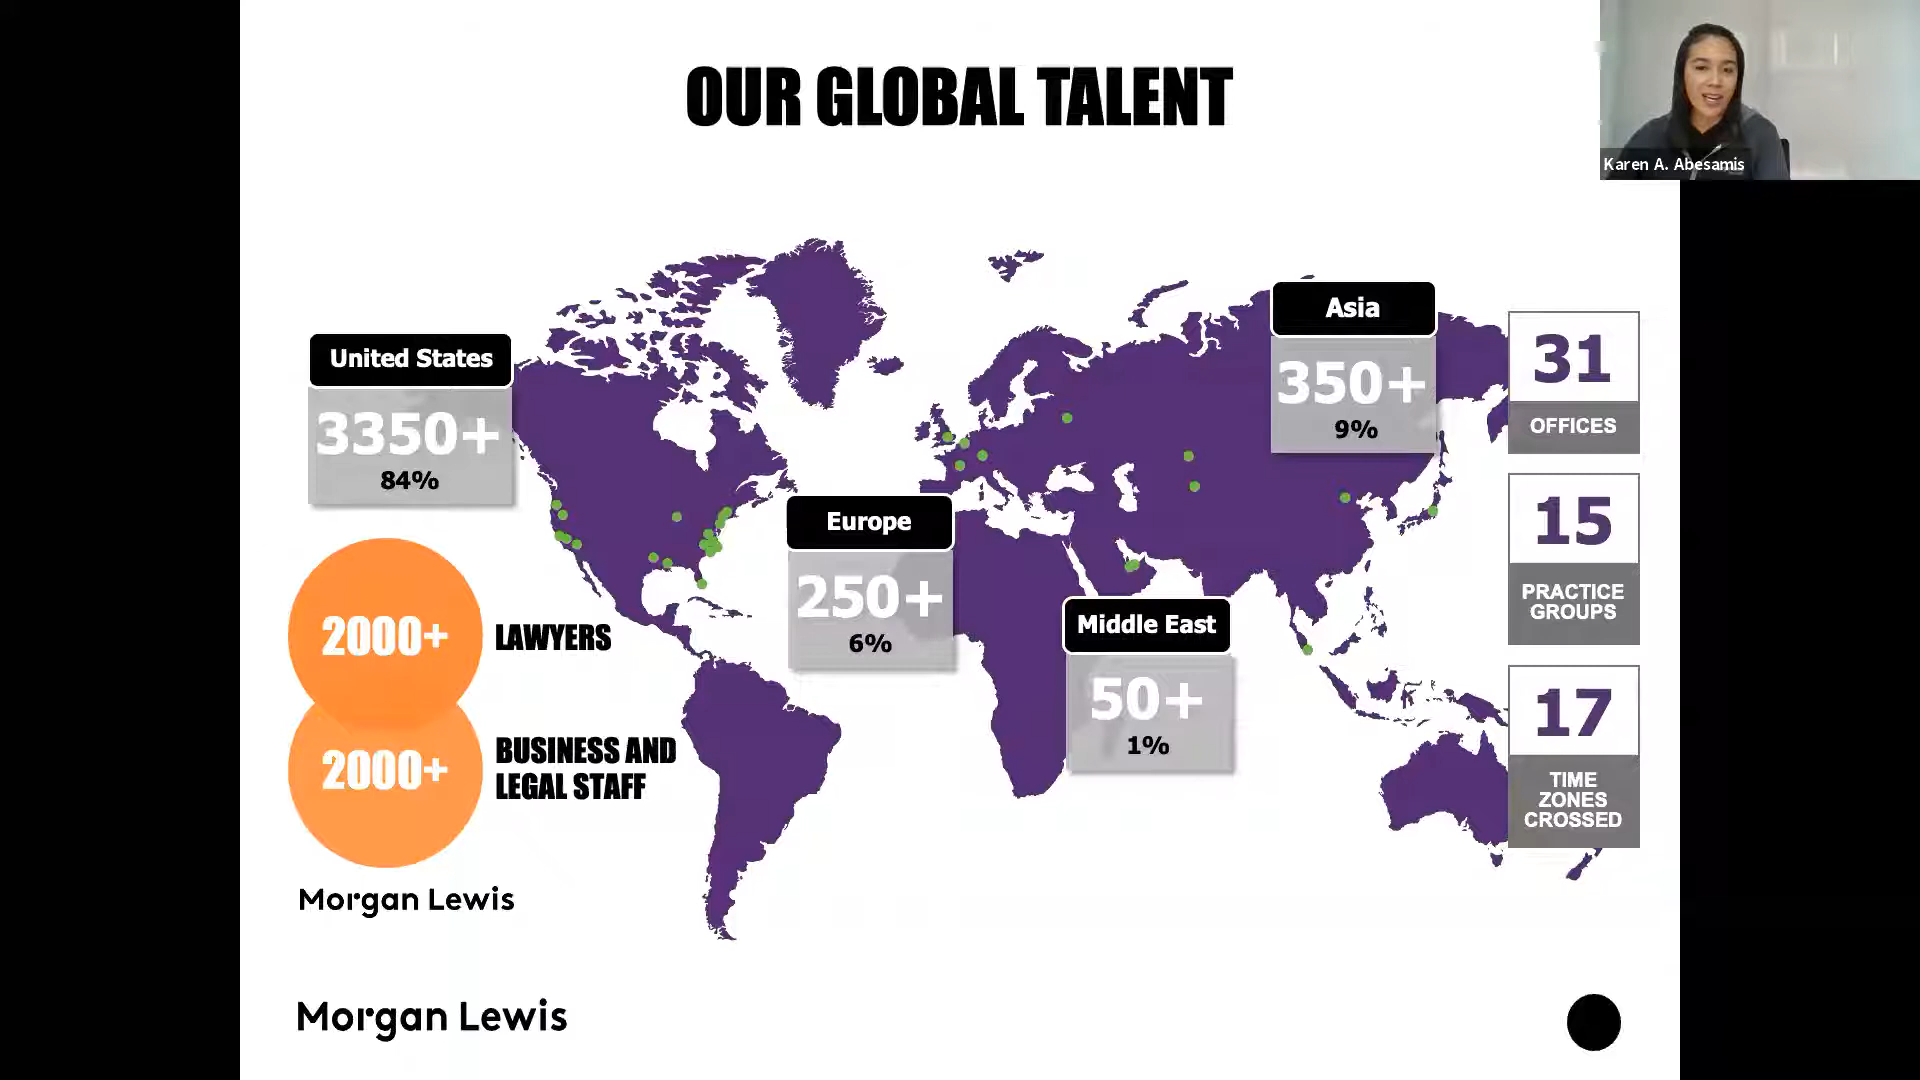 OUR GLOBAL TALENT
Karen A. Abesamis
United States
3350+
84%
Asia
350+
9%
Europe
250+
6%
Middle East
50+
1%
31
OFFICES
15
PRACTICE
GROUPS
17
TIME
ZONES
CROSSED
2000+
LAWYERS
2000+
BUSINESS AND
LEGAL STAFF
Morgan Lewis
Morgan Lewis